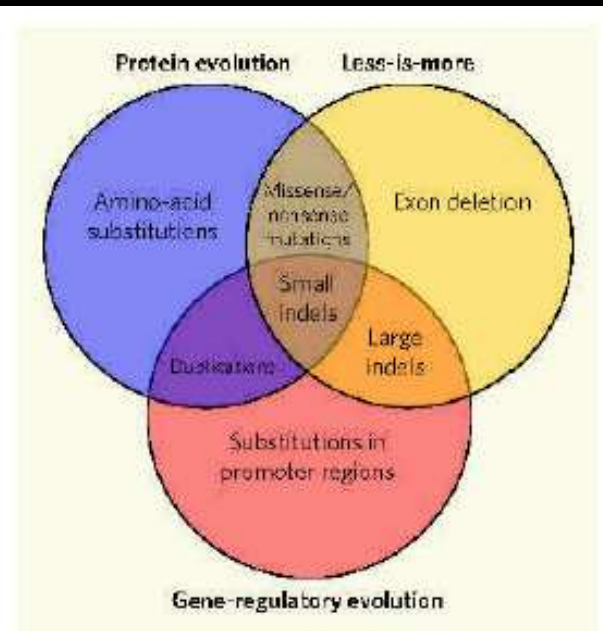 Protein evolution
Less-is-more
Amino-acid
substitutions
Missense/
nonsense
mutations
Exon deletion
Small
indels
Duplications
Large
indels
Substitutions in
promoter regions
Gene-regulatory evolution